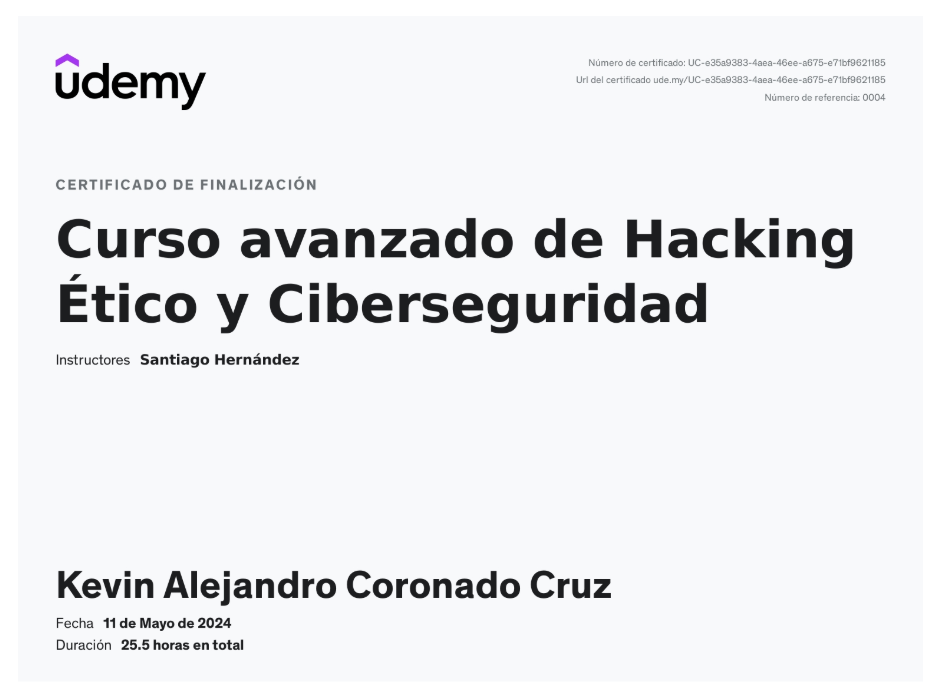 udemy
Número de certificado: UC-e35a9383-4aea-46ee-a675-e71bf9621185
Url del certificado ude.my/UC-e35a9383-4aea-46ee-a675-e71bf9621185
Número de referencia: 0004
CERTIFICADO DE FINALIZACIÓN
Curso avanzado de Hacking
Ético y Ciberseguridad
Instructores Santiago Hernández
Kevin Alejandro Coronado Cruz
Fecha 11 de Mayo de 2024
Duración 25.5 horas en total